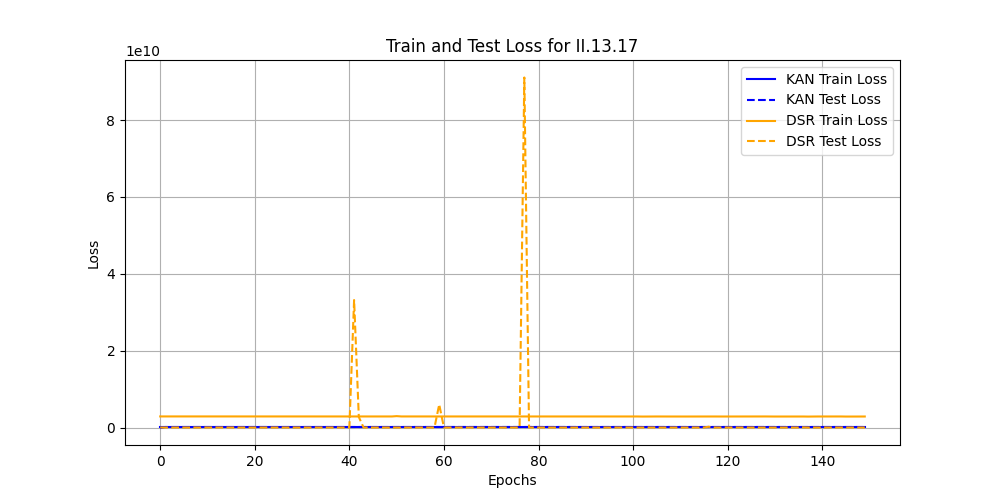 Train and Test Loss for II.13.17
1e10
KAN Train Loss
KAN Test Loss
DSR Train Loss
DSR Test Loss
8
6
4
2
0
Loss
0 20 40 60 80 100 120 140
Epochs